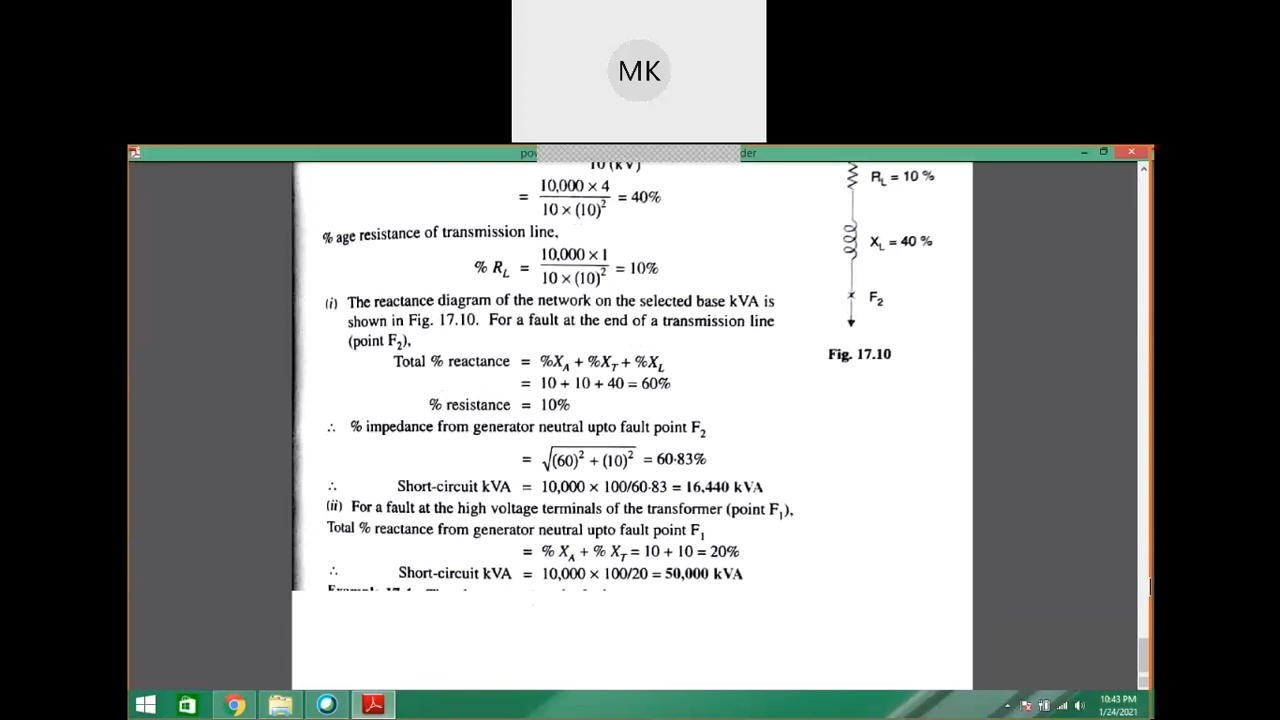 MK
pow der
10 (kV)
= 10,000 × 4 / 10 × (10)² = 40%
% age resistance of transmission line,
% R_L = 10,000 × 1 / 10 × (10)² = 10%
(i) The reactance diagram of the network on the selected base kVA is
shown in Fig. 17.10. For a fault at the end of a transmission line
(point F₂),
Total % reactance = %X_A + %X_T + %X_L
= 10 + 10 + 40 = 60%
% resistance = 10%
∴ % impedance from generator neutral upto fault point F₂
= √(60)² + (10)² = 60·83%
∴ Short-circuit kVA = 10,000 × 100/60·83 = 16,440 kVA
(ii) For a fault at the high voltage terminals of the transformer (point F₁),
Total % reactance from generator neutral upto fault point F₁
= % X_A + % X_T = 10 + 10 = 20%
∴ Short-circuit kVA = 10,000 × 100/20 = 50,000 kVA
R_L = 10 %
X_L = 40 %
F₂
Fig. 17.10
10:43 PM
1/24/2021